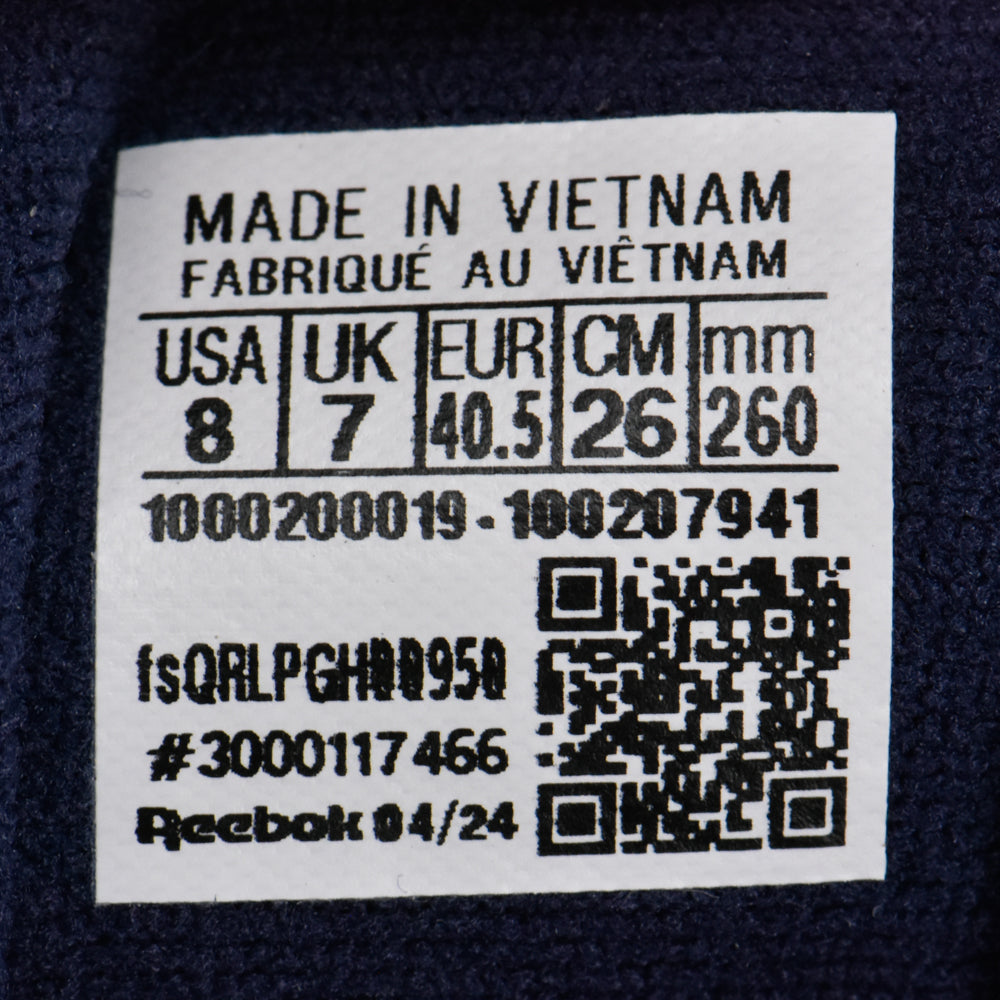 MADE IN VIETNAM
FABRIQUÉ AU VIÊTNAM
USA UK EUR CM mm
8 7 40.5 26 260
1000200019 - 100207941
fsQRLPGH00950
#3000117466
Reebok 04/24